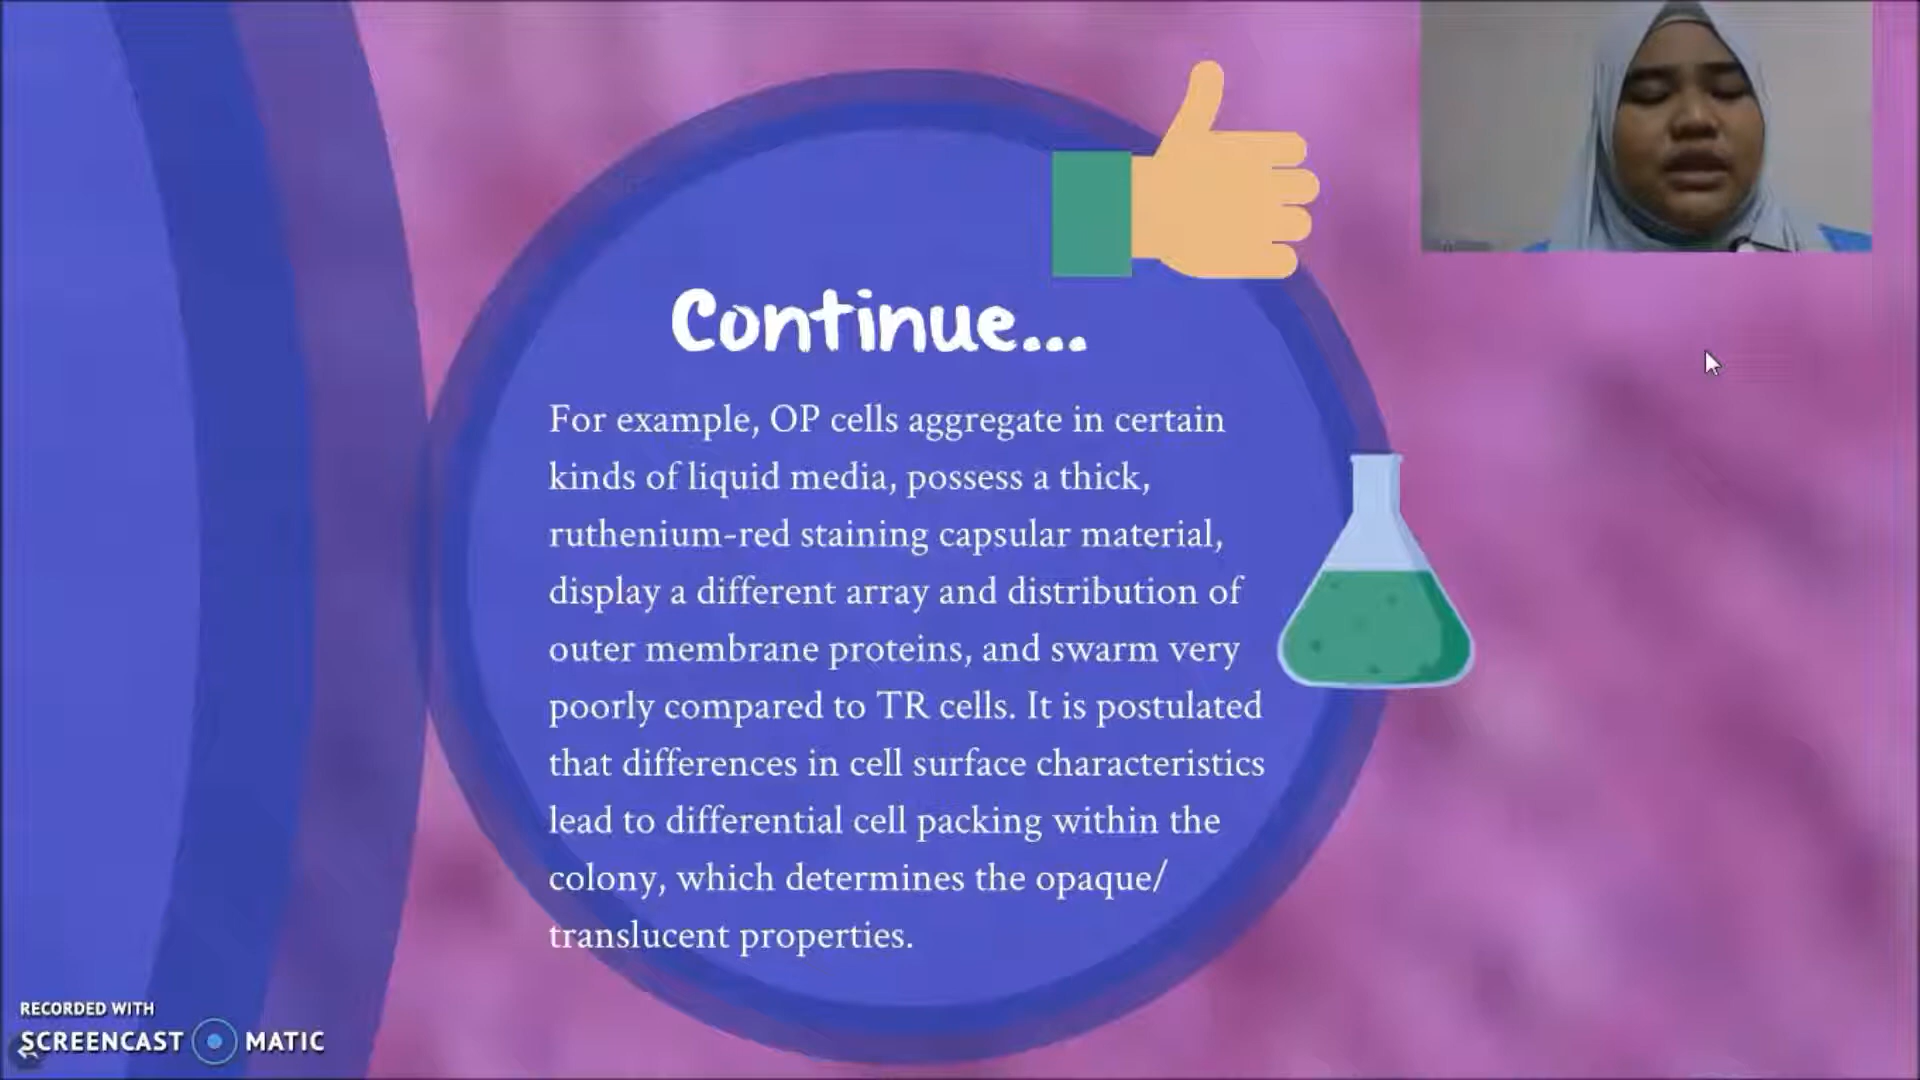 Continue...
For example, OP cells aggregate in certain
kinds of liquid media, possess a thick,
ruthenium-red staining capsular material,
display a different array and distribution of
outer membrane proteins, and swarm very
poorly compared to TR cells. It is postulated
that differences in cell surface characteristics
lead to differential cell packing within the
colony, which determines the opaque/
translucent properties.
RECORDED WITH
SCREENCAST MATIC